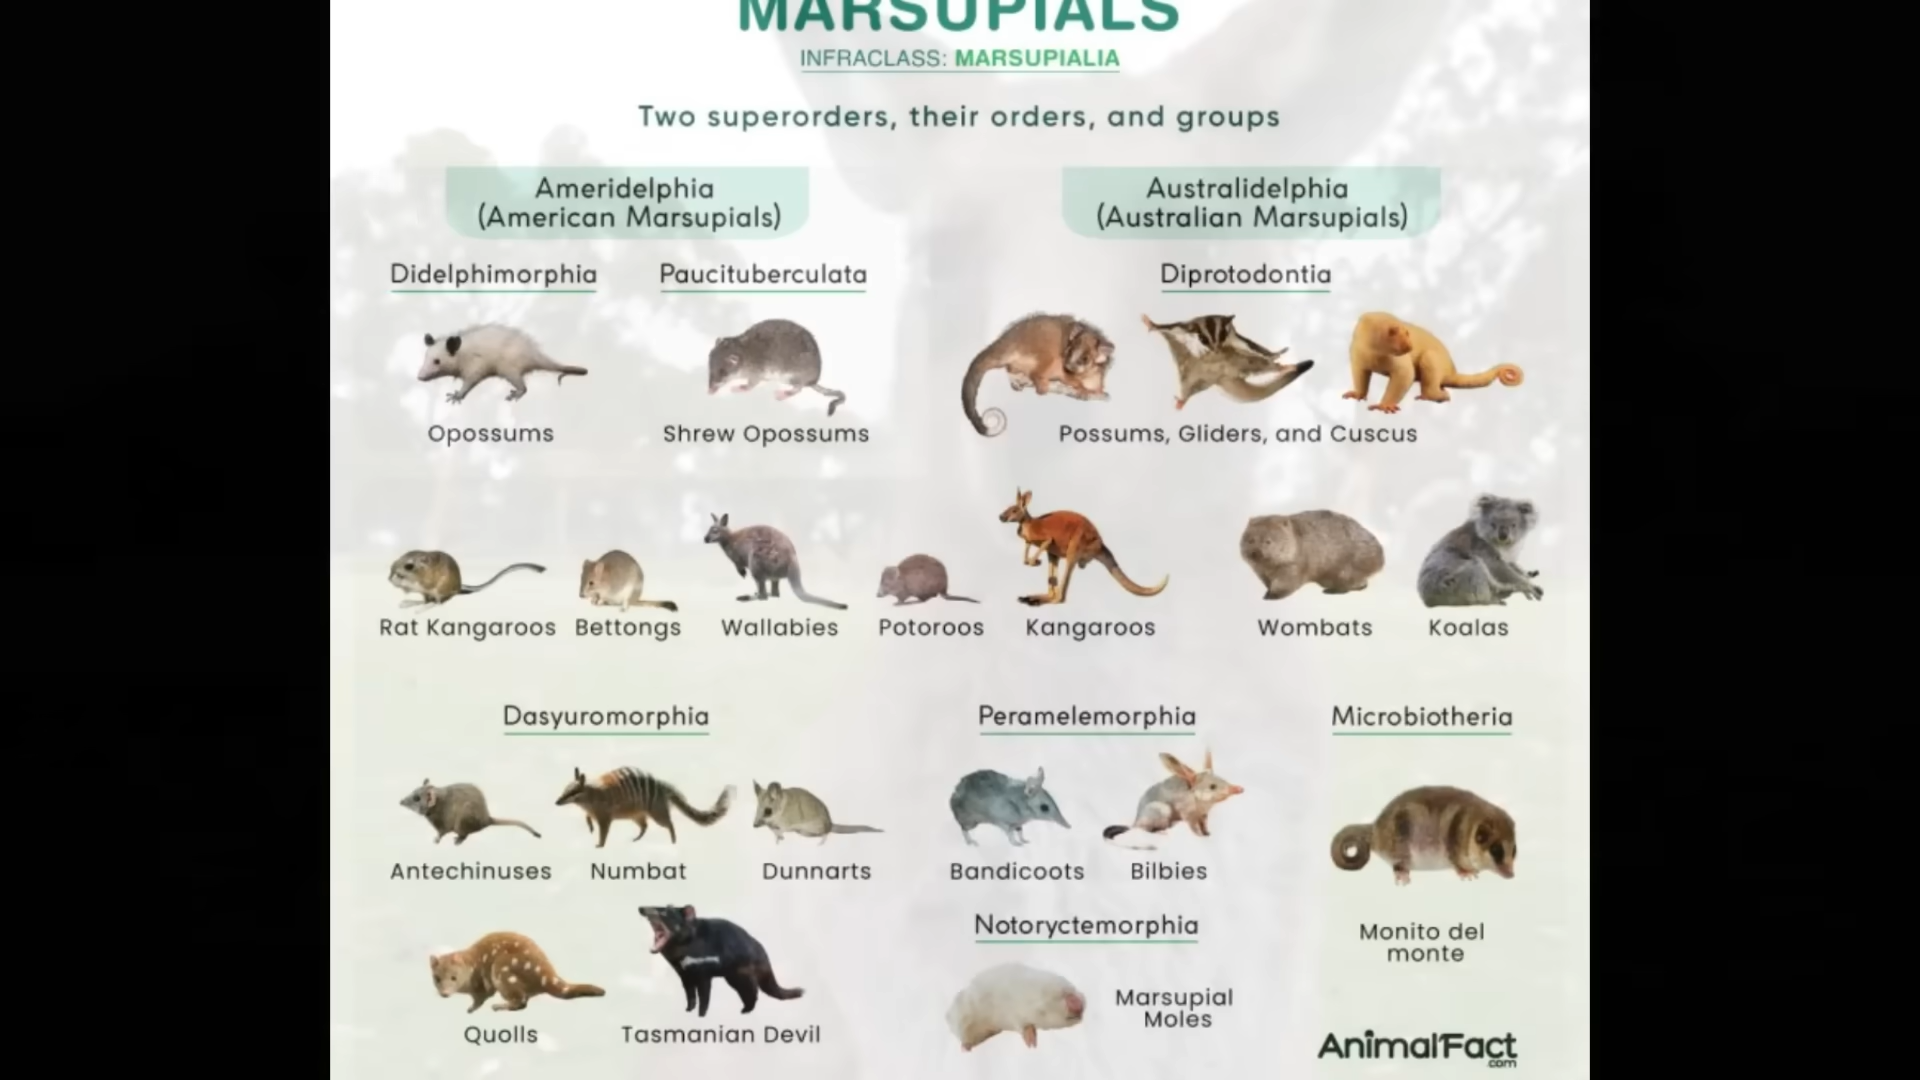 MARSUPIALS
INFRACLASS: MARSUPIALIA
Two superorders, their orders, and groups
Ameridelphia
(American Marsupials)
Australidelphia
(Australian Marsupials)
Didelphimorphia
Paucituberculata
Diprotodontia
Opossums
Shrew Opossums
Possums, Gliders, and Cuscus
Rat Kangaroos
Bettongs
Wallabies
Potoroos
Kangaroos
Wombats
Koalas
Dasyuromorphia
Peramelemorphia
Microbiotheria
Antechinuses
Numbat
Dunnarts
Bandicoots
Bilbies
Notoryctemorphia
Monito del
monte
Quolls
Tasmanian Devil
Marsupial
Moles
AnimalFact
com